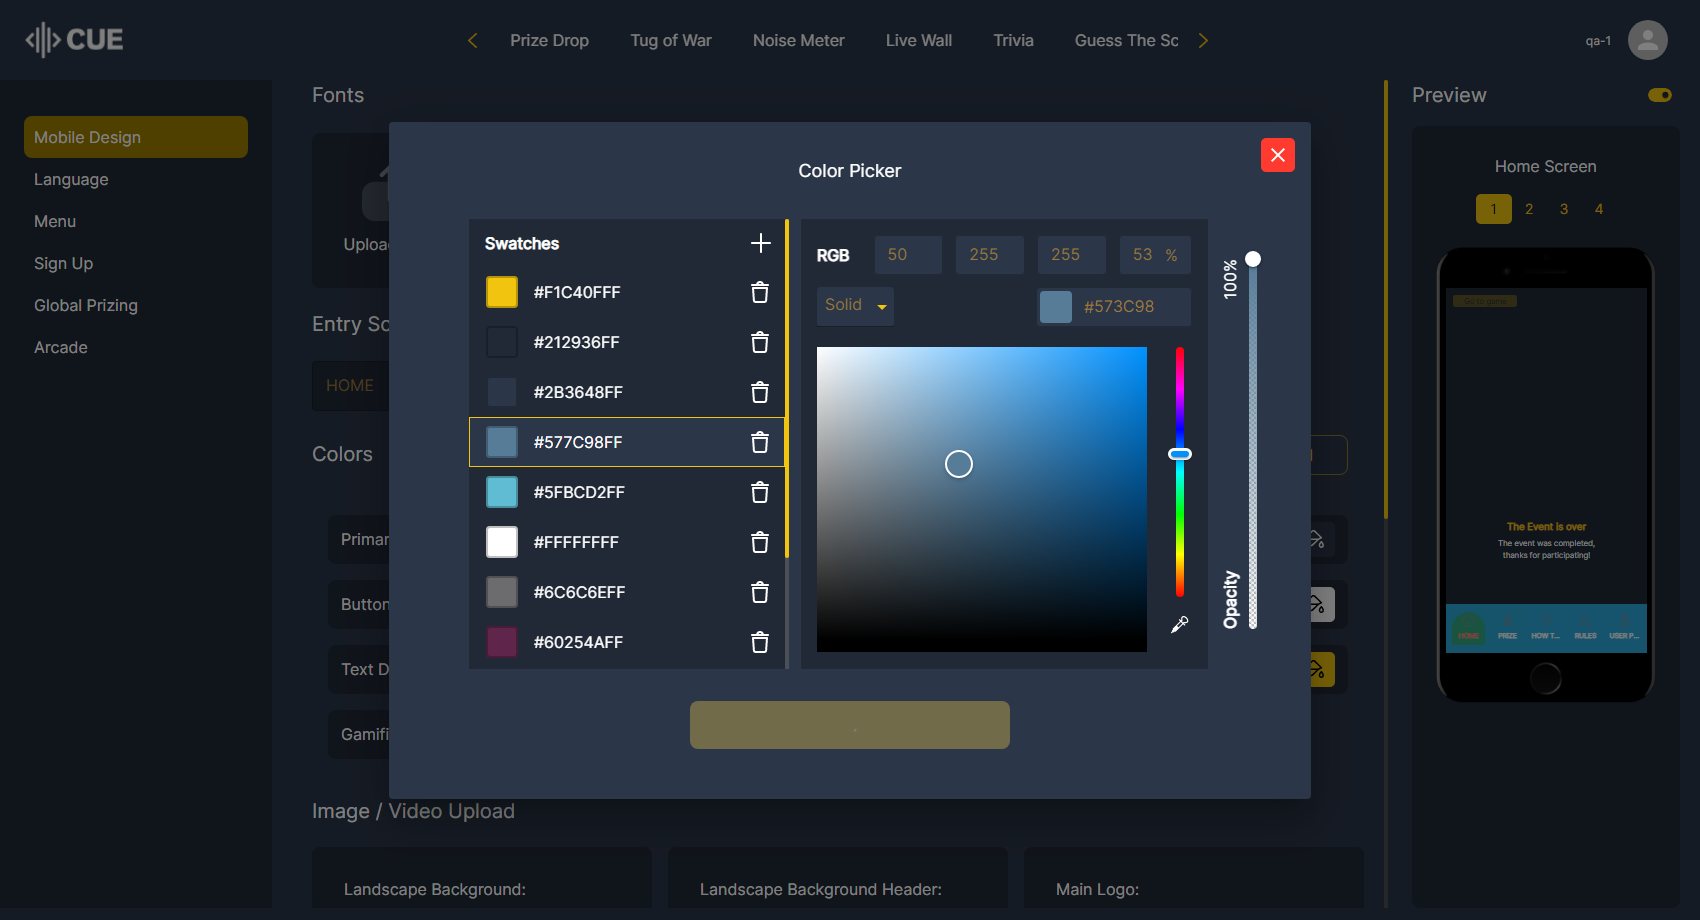 CUE
Prize Drop
Tug of War
Noise Meter
Live Wall
Trivia
Guess The Sc
qa-1
Mobile Design
Language
Menu
Sign Up
Global Prizing
Arcade
Fonts
Uploa
Entry Sc
HOME
Colors
Primar
Button
Text D
Gamifi
Image / Video Upload
Landscape Background:
Landscape Background Header:
Main Logo:
Color Picker
Swatches
#F1C40FFF
#212936FF
#2B3648FF
#577C98FF
#5FBCD2FF
#FFFFFFFF
#6C6C6EFF
#60254AFF
RGB
50
255
255
53 %
Solid
#573C98
100%
Opacity
Preview
Home Screen
1
2
3
4
Go to game
The Event is over
The event was completed,
thanks for participating!
HOME
PRIZE
HOW T...
RULES
USER P...